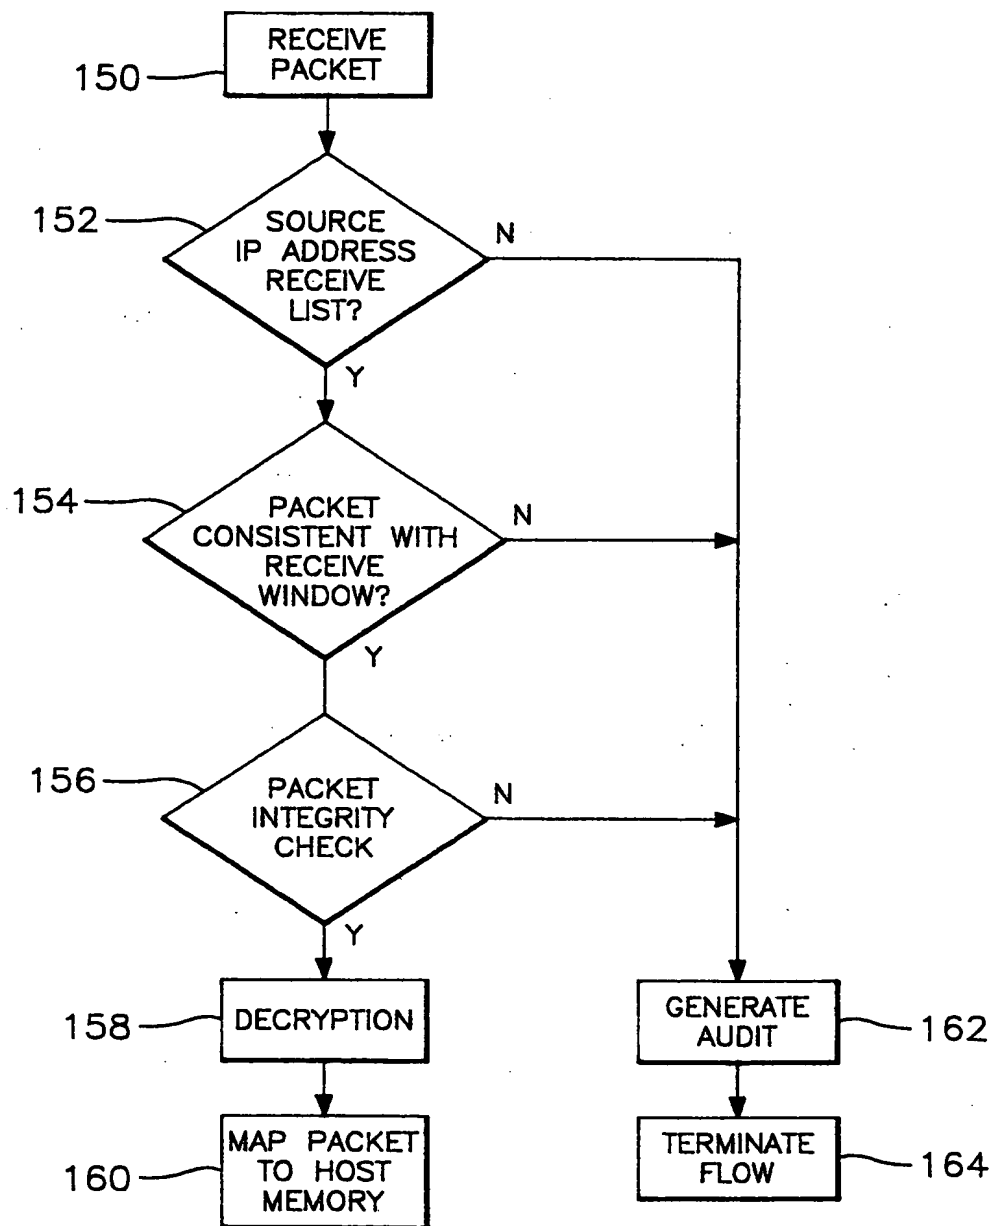 RECEIVE
PACKET
150
152
SOURCE
IP ADDRESS
RECEIVE
LIST?
N
Y
154
PACKET
CONSISTENT WITH
RECEIVE
WINDOW?
N
Y
156
PACKET
INTEGRITY
CHECK
N
Y
158
DECRYPTION
GENERATE
AUDIT
162
160
MAP PACKET
TO HOST
MEMORY
TERMINATE
FLOW
164